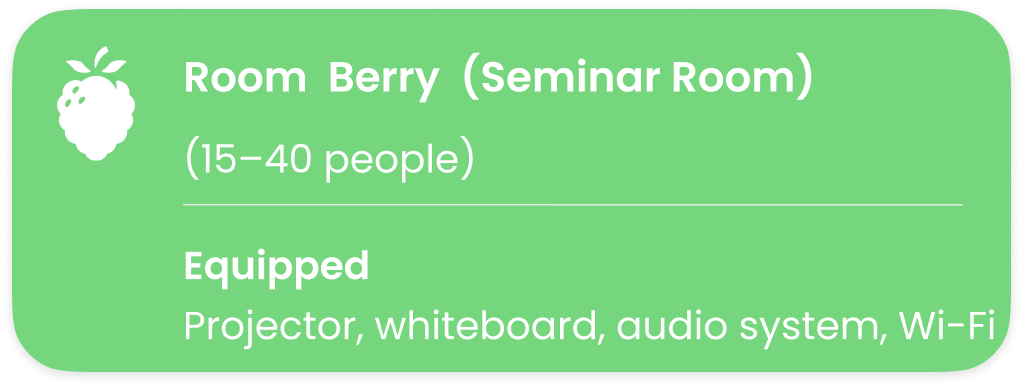 Room Berry (Seminar Room)
(15–40 people)
Equipped
Projector, whiteboard, audio system, Wi-Fi